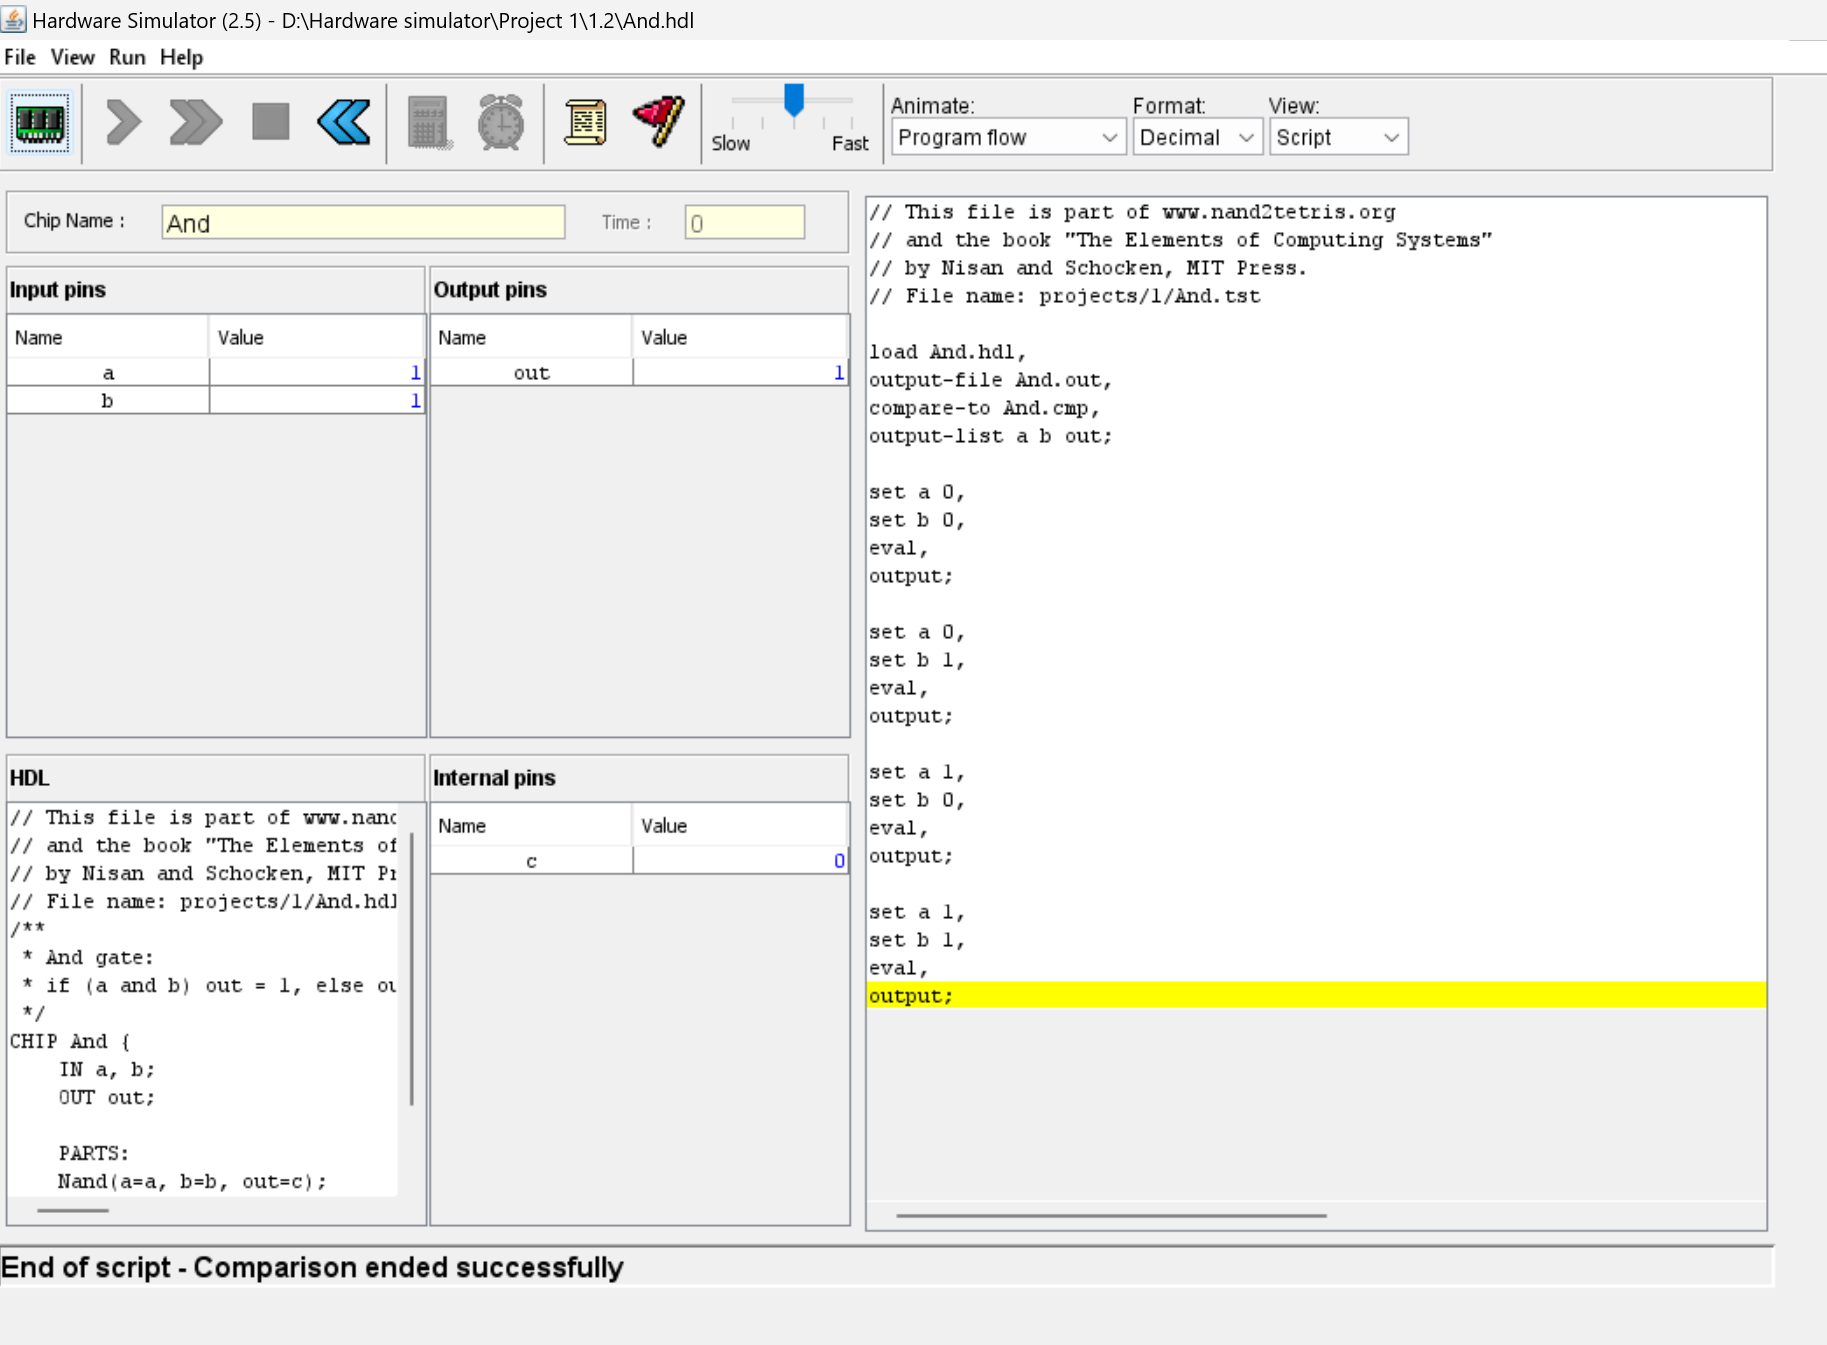 Hardware Simulator (2.5) - D:\Hardware simulator\Project 1\1.2\And.hdl
File View Run Help
Slow Fast
Animate: Format: View:
Program flow Decimal Script
Chip Name : And Time : 0
Input pins
Name Value
a 1
b 1
Output pins
Name Value
out 1
HDL
// This file is part of www.nand
// and the book "The Elements of
// by Nisan and Schocken, MIT Pr
// File name: projects/1/And.hdl
/**
* And gate:
* if (a and b) out = 1, else ou
*/
CHIP And {
IN a, b;
OUT out;
PARTS:
Nand(a=a, b=b, out=c);
Internal pins
Name Value
c 0
// This file is part of www.nand2tetris.org
// and the book "The Elements of Computing Systems"
// by Nisan and Schocken, MIT Press.
// File name: projects/1/And.tst
load And.hdl,
output-file And.out,
compare-to And.cmp,
output-list a b out;
set a 0,
set b 0,
eval,
output;
set a 0,
set b 1,
eval,
output;
set a 1,
set b 0,
eval,
output;
set a 1,
set b 1,
eval,
output;
End of script - Comparison ended successfully